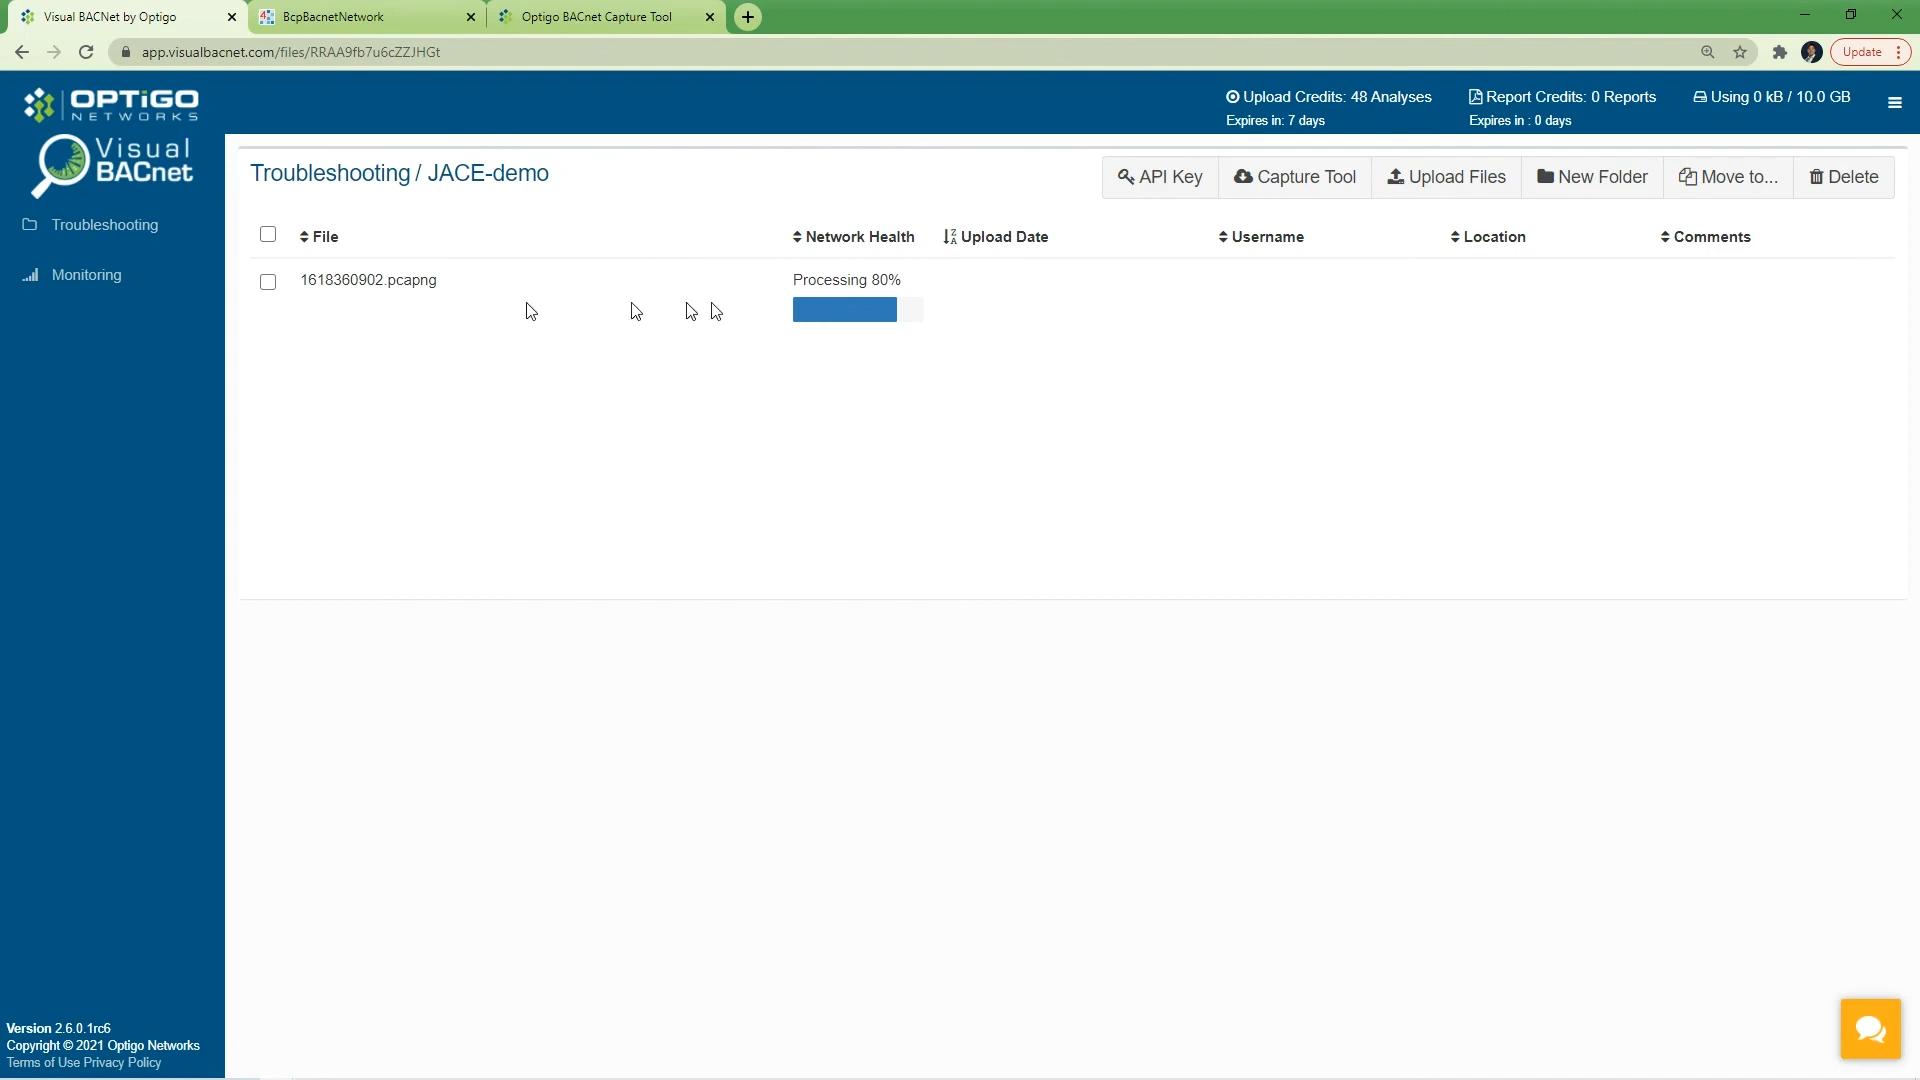 Visual BACNet by Optigo
BcpBacnetNetwork
Optigo BACnet Capture Tool
app.visualbacnet.com/files/RRAA9fb7u6cZZJHGt
Update
OPTiGO
NETWORKS
Visual
BACnet
Upload Credits: 48 Analyses
Expires in: 7 days
Report Credits: 0 Reports
Expires in : 0 days
Using 0 kB / 10.0 GB
Troubleshooting
Monitoring
Troubleshooting / JACE-demo
API Key
Capture Tool
Upload Files
New Folder
Move to...
Delete
File
Network Health
Upload Date
Username
Location
Comments
1618360902.pcapng
Processing 80%
Version 2.6.0.1rc6
Copyright © 2021 Optigo Networks
Terms of Use Privacy Policy